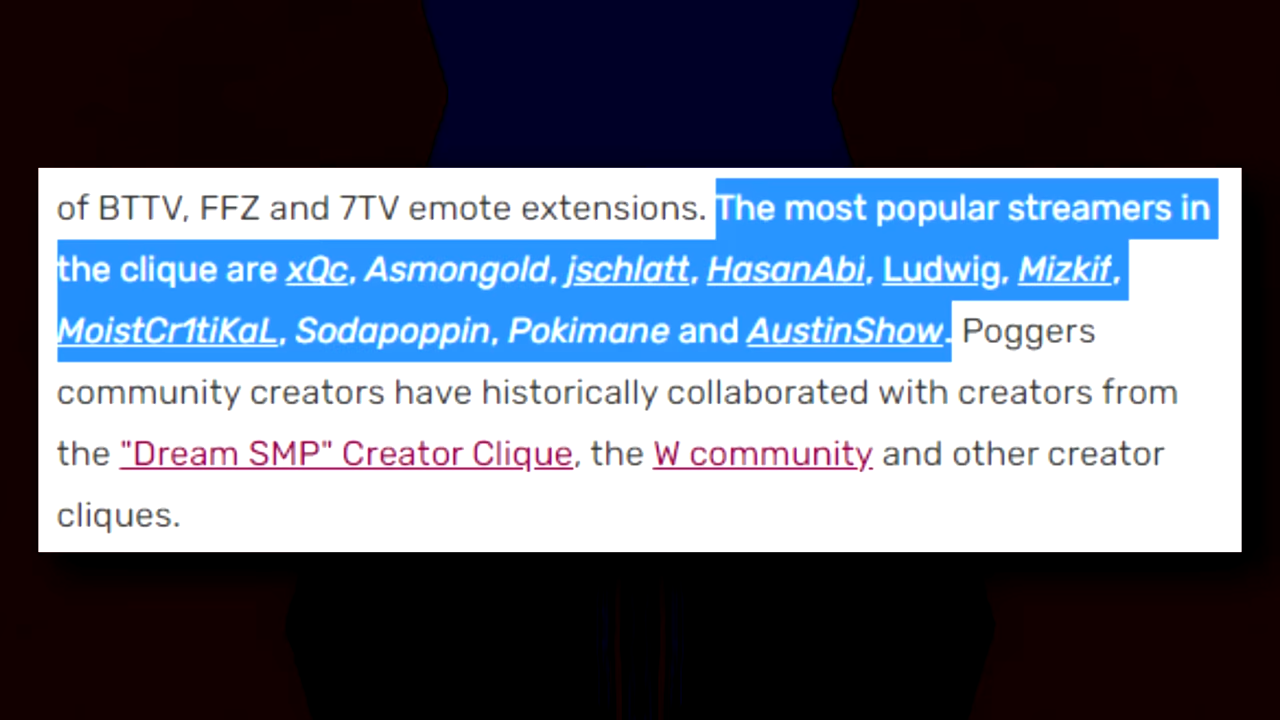 of BTTV, FFZ and 7TV emote extensions. The most popular streamers in
the clique are xQc, Asmongold, jschlatt, HasanAbi, Ludwig, Mizkif,
MoistCr1tiKaL, Sodapoppin, Pokimane and AustinShow. Poggers
community creators have historically collaborated with creators from
the "Dream SMP" Creator Clique, the W community and other creator
cliques.